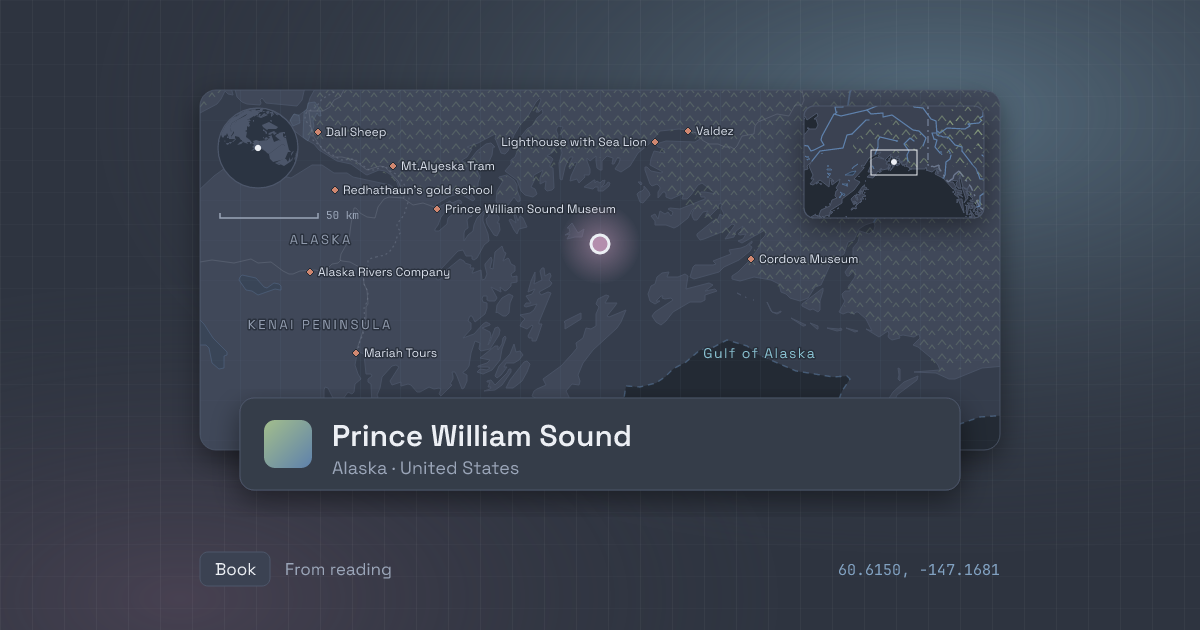 Dall Sheep
Valdez
Lighthouse with Sea Lion
Mt.Alyeska Tram
Redhathaun's gold school
Prince William Sound Museum
50 km
ALASKA
Cordova Museum
Alaska Rivers Company
KENAI PENINSULA
Mariah Tours
Gulf of Alaska
Prince William Sound
Alaska · United States
Book From reading
60.6150, -147.1681